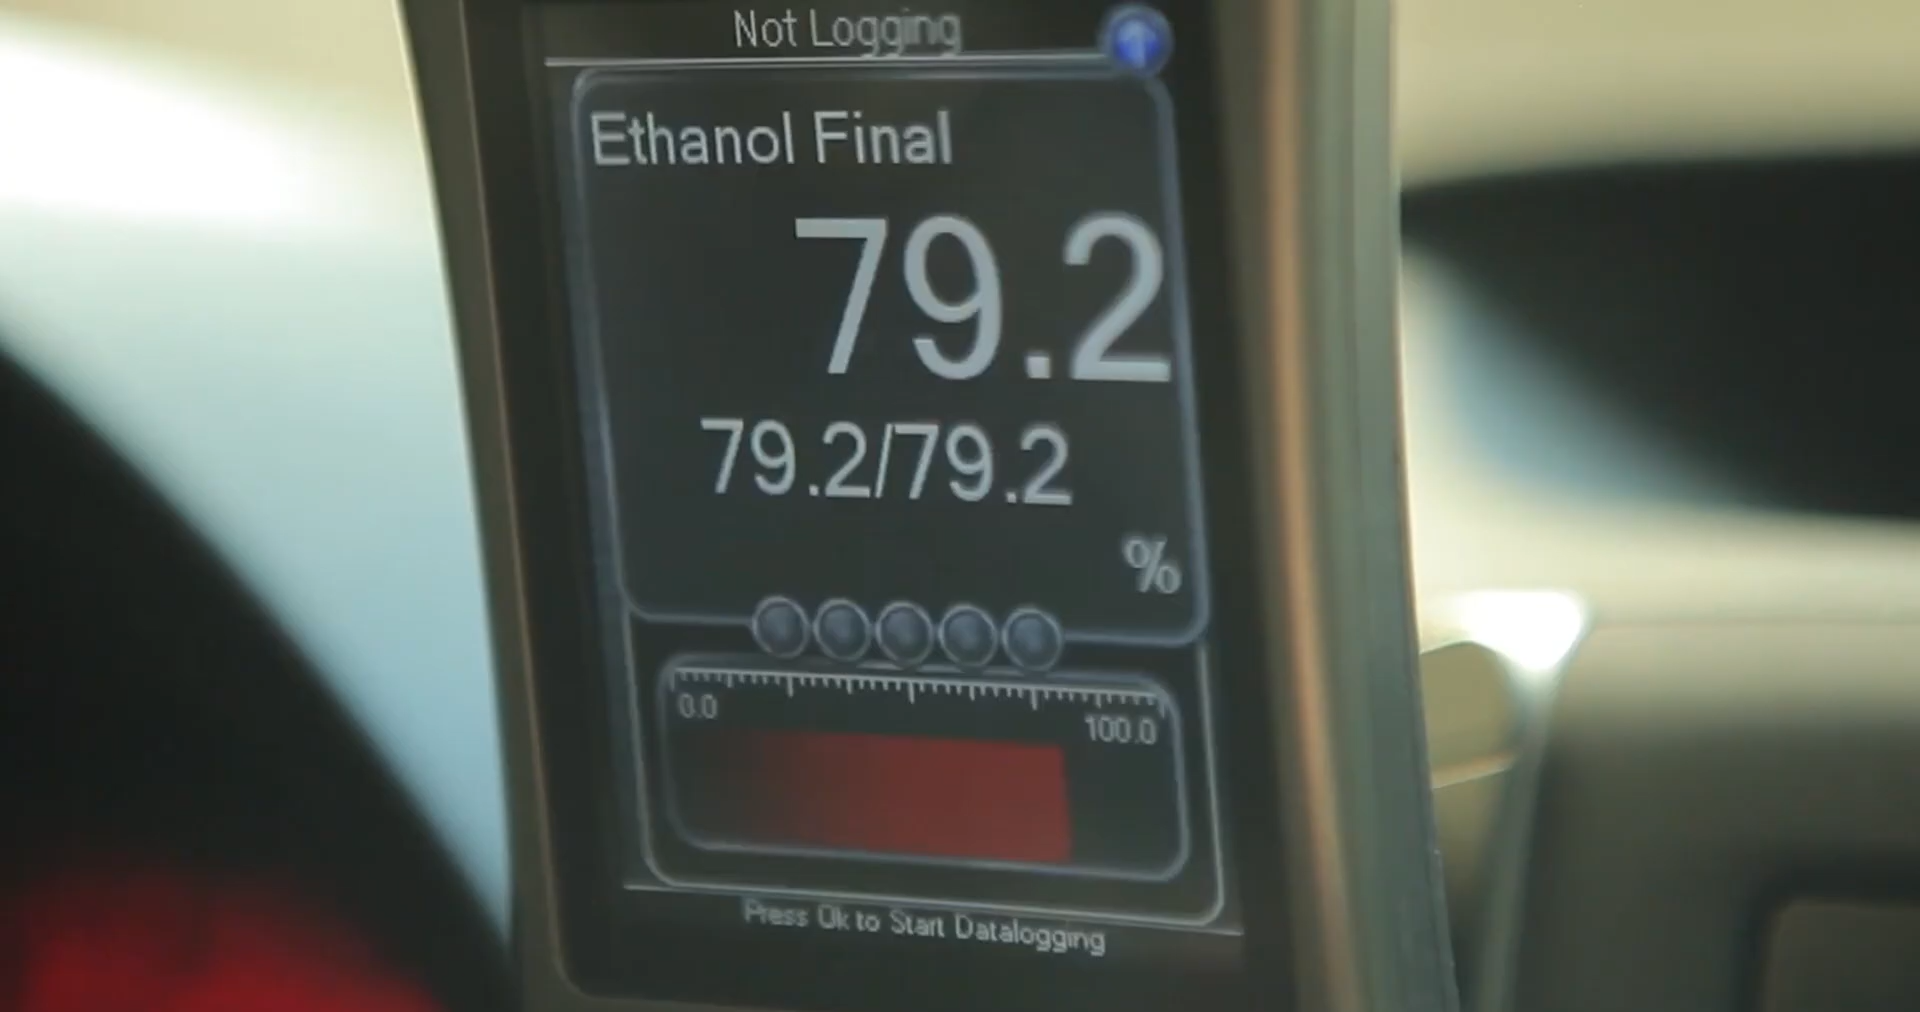 Not Logging
Ethanol Final
79.2
79.2/79.2
%
0.0
100.0
Press Ok to Start Datalogging